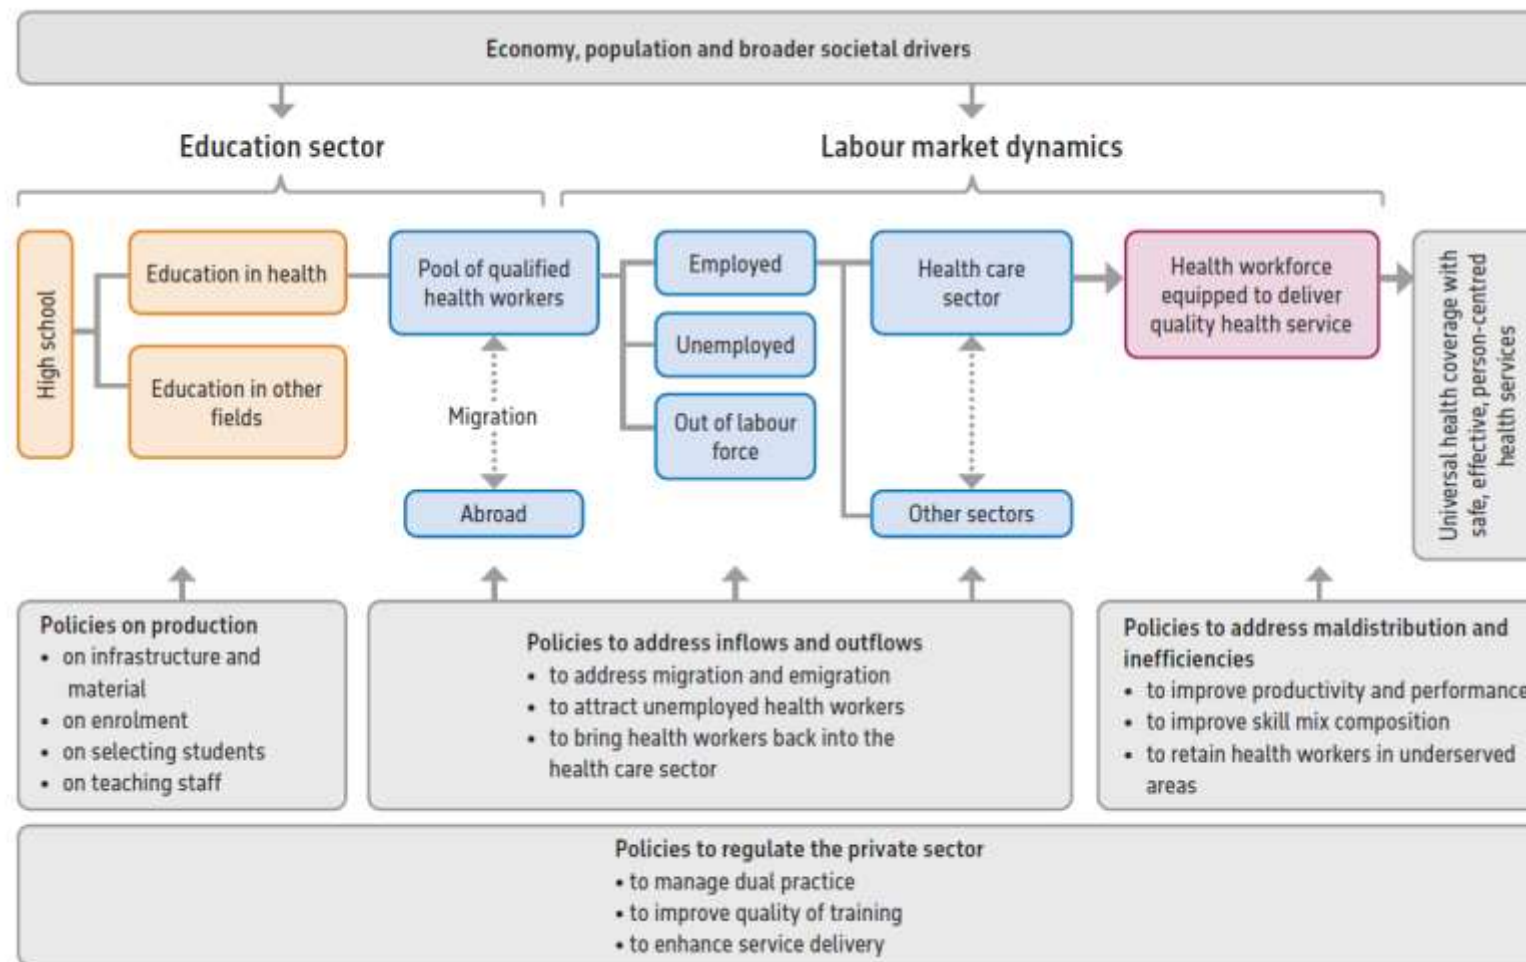 Economy, population and broader societal drivers
Education sector
Labour market dynamics
High school
Education in health
Education in other
fields
Pool of qualified
health workers
Migration
Abroad
Employed
Unemployed
Out of labour
force
Health care
sector
Other sectors
Health workforce
equipped to deliver
quality health service
Universal health coverage with
safe, effective, person-centred
health services
Policies on production
• on infrastructure and
material
• on enrolment
• on selecting students
• on teaching staff
Policies to address inflows and outflows
• to address migration and emigration
• to attract unemployed health workers
• to bring health workers back into the
health care sector
Policies to address maldistribution and
inefficiencies
• to improve productivity and performance
• to improve skill mix composition
• to retain health workers in underserved
areas
Policies to regulate the private sector
• to manage dual practice
• to improve quality of training
• to enhance service delivery